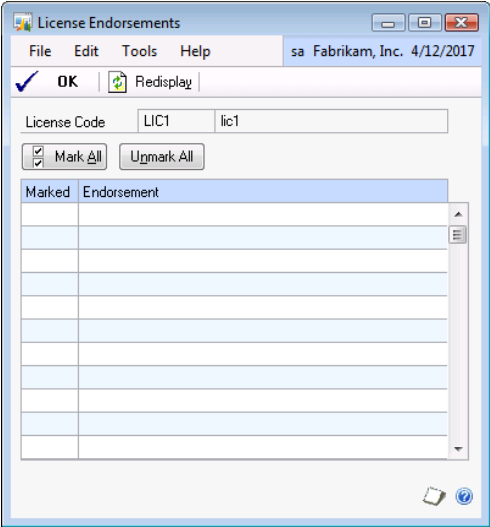 License Endorsements
File Edit Tools Help sa Fabrikam, Inc. 4/12/2017
OK Redisplay
License Code LIC1 lic1
Mark All Unmark All
Marked Endorsement